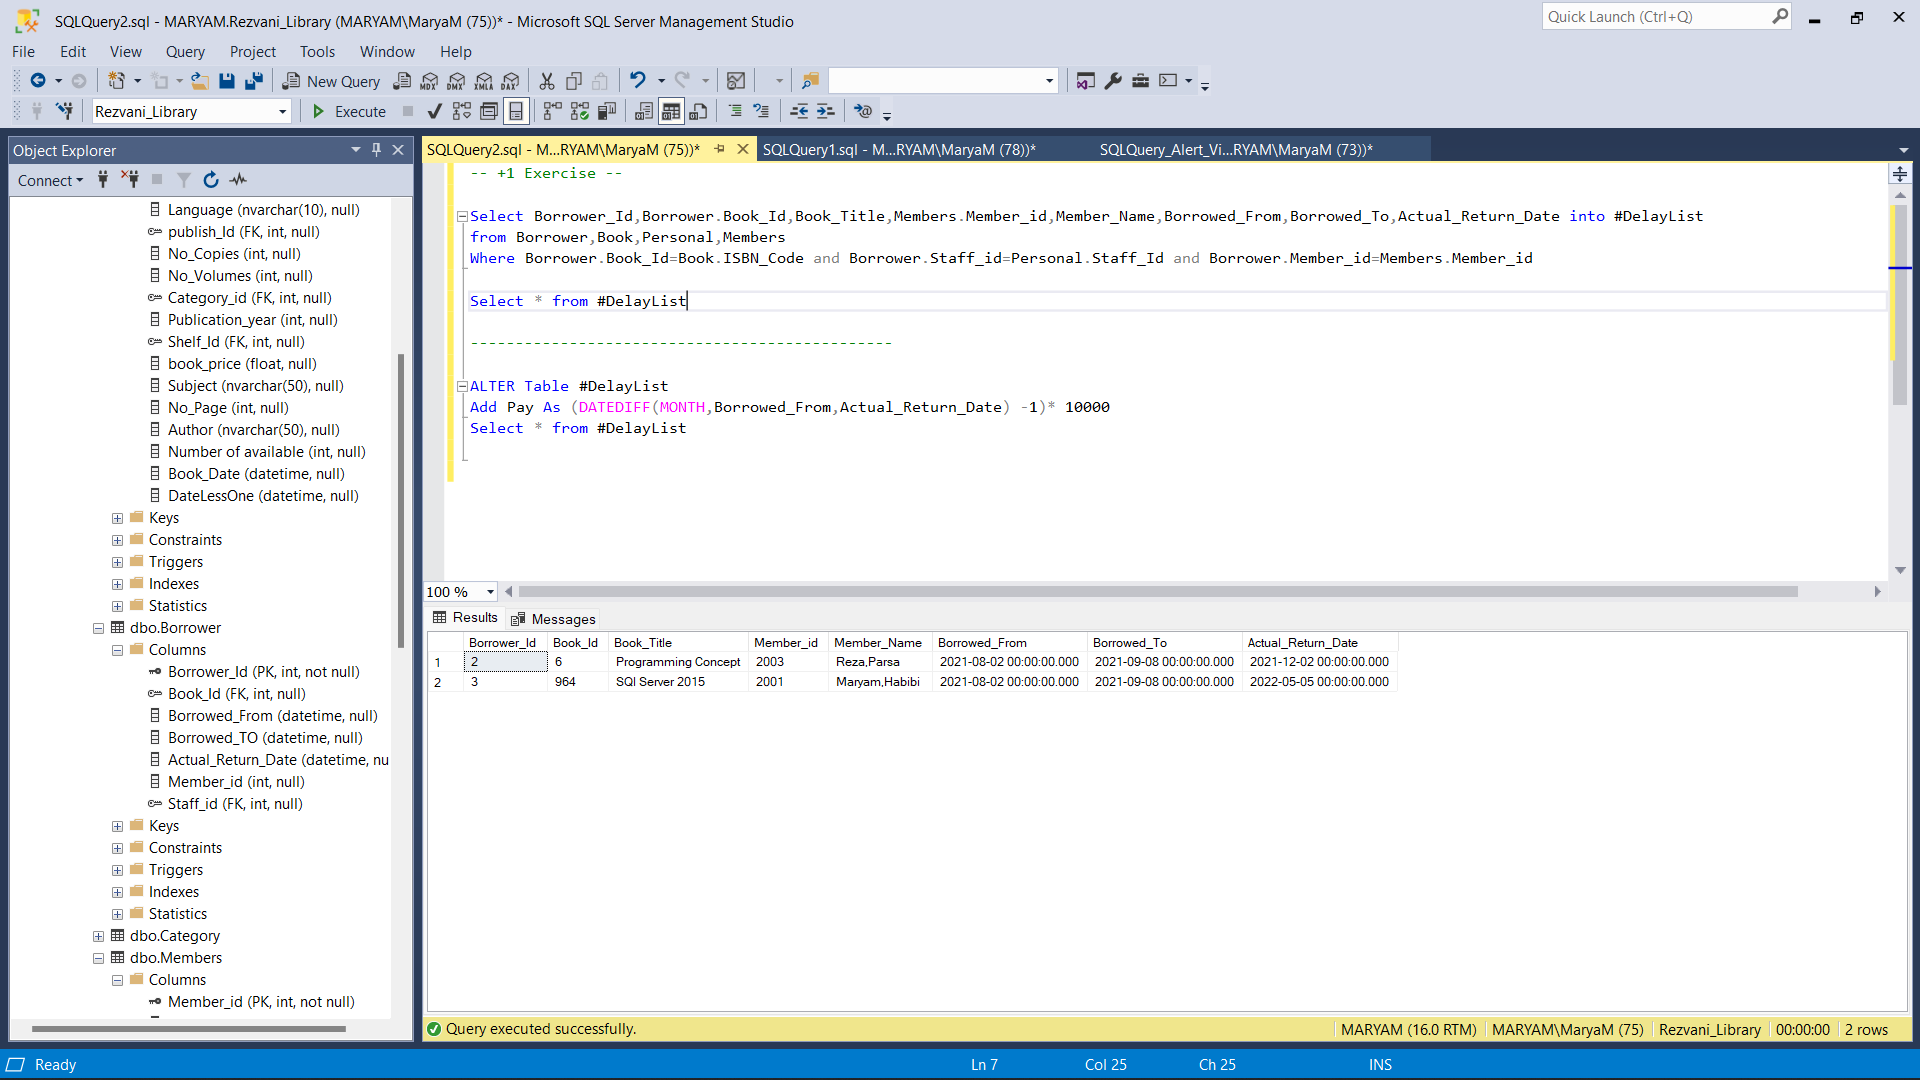 SQLQuery2.sql - MARYAM.Rezvani_Library (MARYAM\MaryaM (75))* - Microsoft SQL Server Management Studio
Quick Launch (Ctrl+Q)
File Edit View Query Project Tools Window Help
New Query
MDX DMX XMLA DAX
Rezvani_Library
Execute
Object Explorer
Connect
Language (nvarchar(10), null)
publish_Id (FK, int, null)
No_Copies (int, null)
No_Volumes (int, null)
Category_id (FK, int, null)
Publication_year (int, null)
Shelf_Id (FK, int, null)
book_price (float, null)
Subject (nvarchar(50), null)
No_Page (int, null)
Author (nvarchar(50), null)
Number of available (int, null)
Book_Date (datetime, null)
DateLessOne (datetime, null)
Keys
Constraints
Triggers
Indexes
Statistics
dbo.Borrower
Columns
Borrower_Id (PK, int, not null)
Book_Id (FK, int, null)
Borrowed_From (datetime, null)
Borrowed_TO (datetime, null)
Actual_Return_Date (datetime, nu
Member_id (int, null)
Staff_id (FK, int, null)
Keys
Constraints
Triggers
Indexes
Statistics
dbo.Category
dbo.Members
Columns
Member_id (PK, int, not null)
SQLQuery2.sql - M...RYAM\MaryaM (75))* SQLQuery1.sql - M...RYAM\MaryaM (78))* SQLQuery_Alert_Vi...RYAM\MaryaM (73))*
-- +1 Exercise --
Select Borrower_Id,Borrower.Book_Id,Book_Title,Members.Member_id,Member_Name,Borrowed_From,Borrowed_To,Actual_Return_Date into #DelayList
from Borrower,Book,Personal,Members
Where Borrower.Book_Id=Book.ISBN_Code and Borrower.Staff_id=Personal.Staff_Id and Borrower.Member_id=Members.Member_id
Select * from #DelayList
-----------------------------------------------
ALTER Table #DelayList
Add Pay As (DATEDIFF(MONTH,Borrowed_From,Actual_Return_Date) -1)* 10000
Select * from #DelayList
100 %
Results Messages
Borrower_Id Book_Id Book_Title Member_id Member_Name Borrowed_From Borrowed_To Actual_Return_Date
1 2 6 Programming Concept 2003 Reza,Parsa 2021-08-02 00:00:00.000 2021-09-08 00:00:00.000 2021-12-02 00:00:00.000
2 3 964 SQl Server 2015 2001 Maryam,Habibi 2021-08-02 00:00:00.000 2021-09-08 00:00:00.000 2022-05-05 00:00:00.000
Query executed successfully.
MARYAM (16.0 RTM) MARYAM\MaryaM (75) Rezvani_Library 00:00:00 2 rows
Ready
Ln 7 Col 25 Ch 25 INS